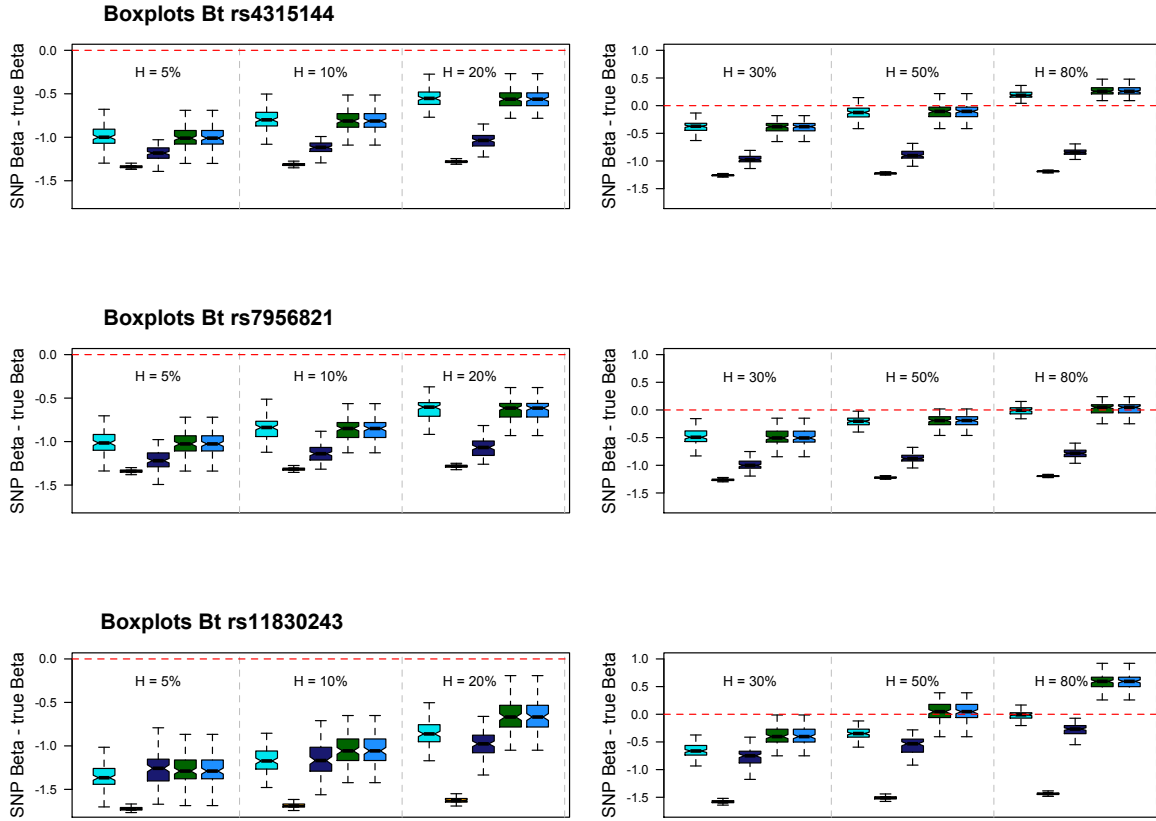 Boxplots Bt rs4315144
SNP Beta - true Beta
0.0
-0.5
-1.0
-1.5
H = 5%
H = 10%
H = 20%
SNP Beta - true Beta
1.0
0.5
0.0
-0.5
-1.0
-1.5
H = 30%
H = 50%
H = 80%
Boxplots Bt rs7956821
SNP Beta - true Beta
0.0
-0.5
-1.0
-1.5
H = 5%
H = 10%
H = 20%
SNP Beta - true Beta
1.0
0.5
0.0
-0.5
-1.0
-1.5
H = 30%
H = 50%
H = 80%
Boxplots Bt rs11830243
SNP Beta - true Beta
0.0
-0.5
-1.0
-1.5
H = 5%
H = 10%
H = 20%
SNP Beta - true Beta
1.0
0.5
0.0
-0.5
-1.0
-1.5
H = 30%
H = 50%
H = 80%